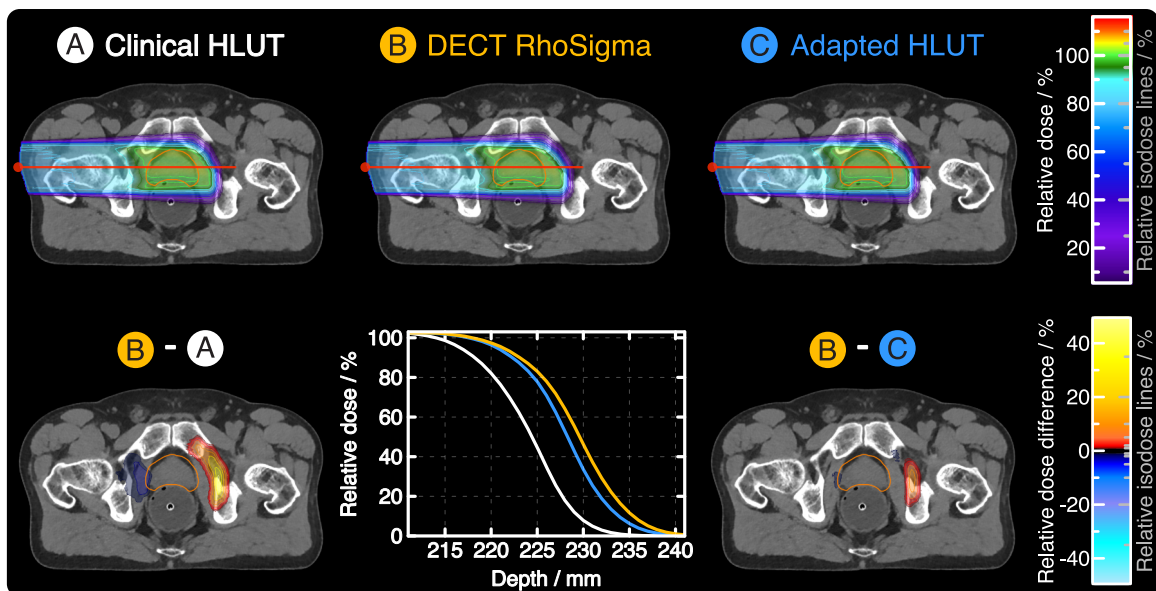 A Clinical HLUT
B DECT RhoSigma
C Adapted HLUT
Relative dose / %
100
80
60
40
20
Relative isodose lines / %
B - A
Relative dose / %
100
80
60
40
20
0
215 220 225 230 235 240
Depth / mm
B - C
Relative dose difference / %
40
20
0
-20
-40
Relative isodose lines / %